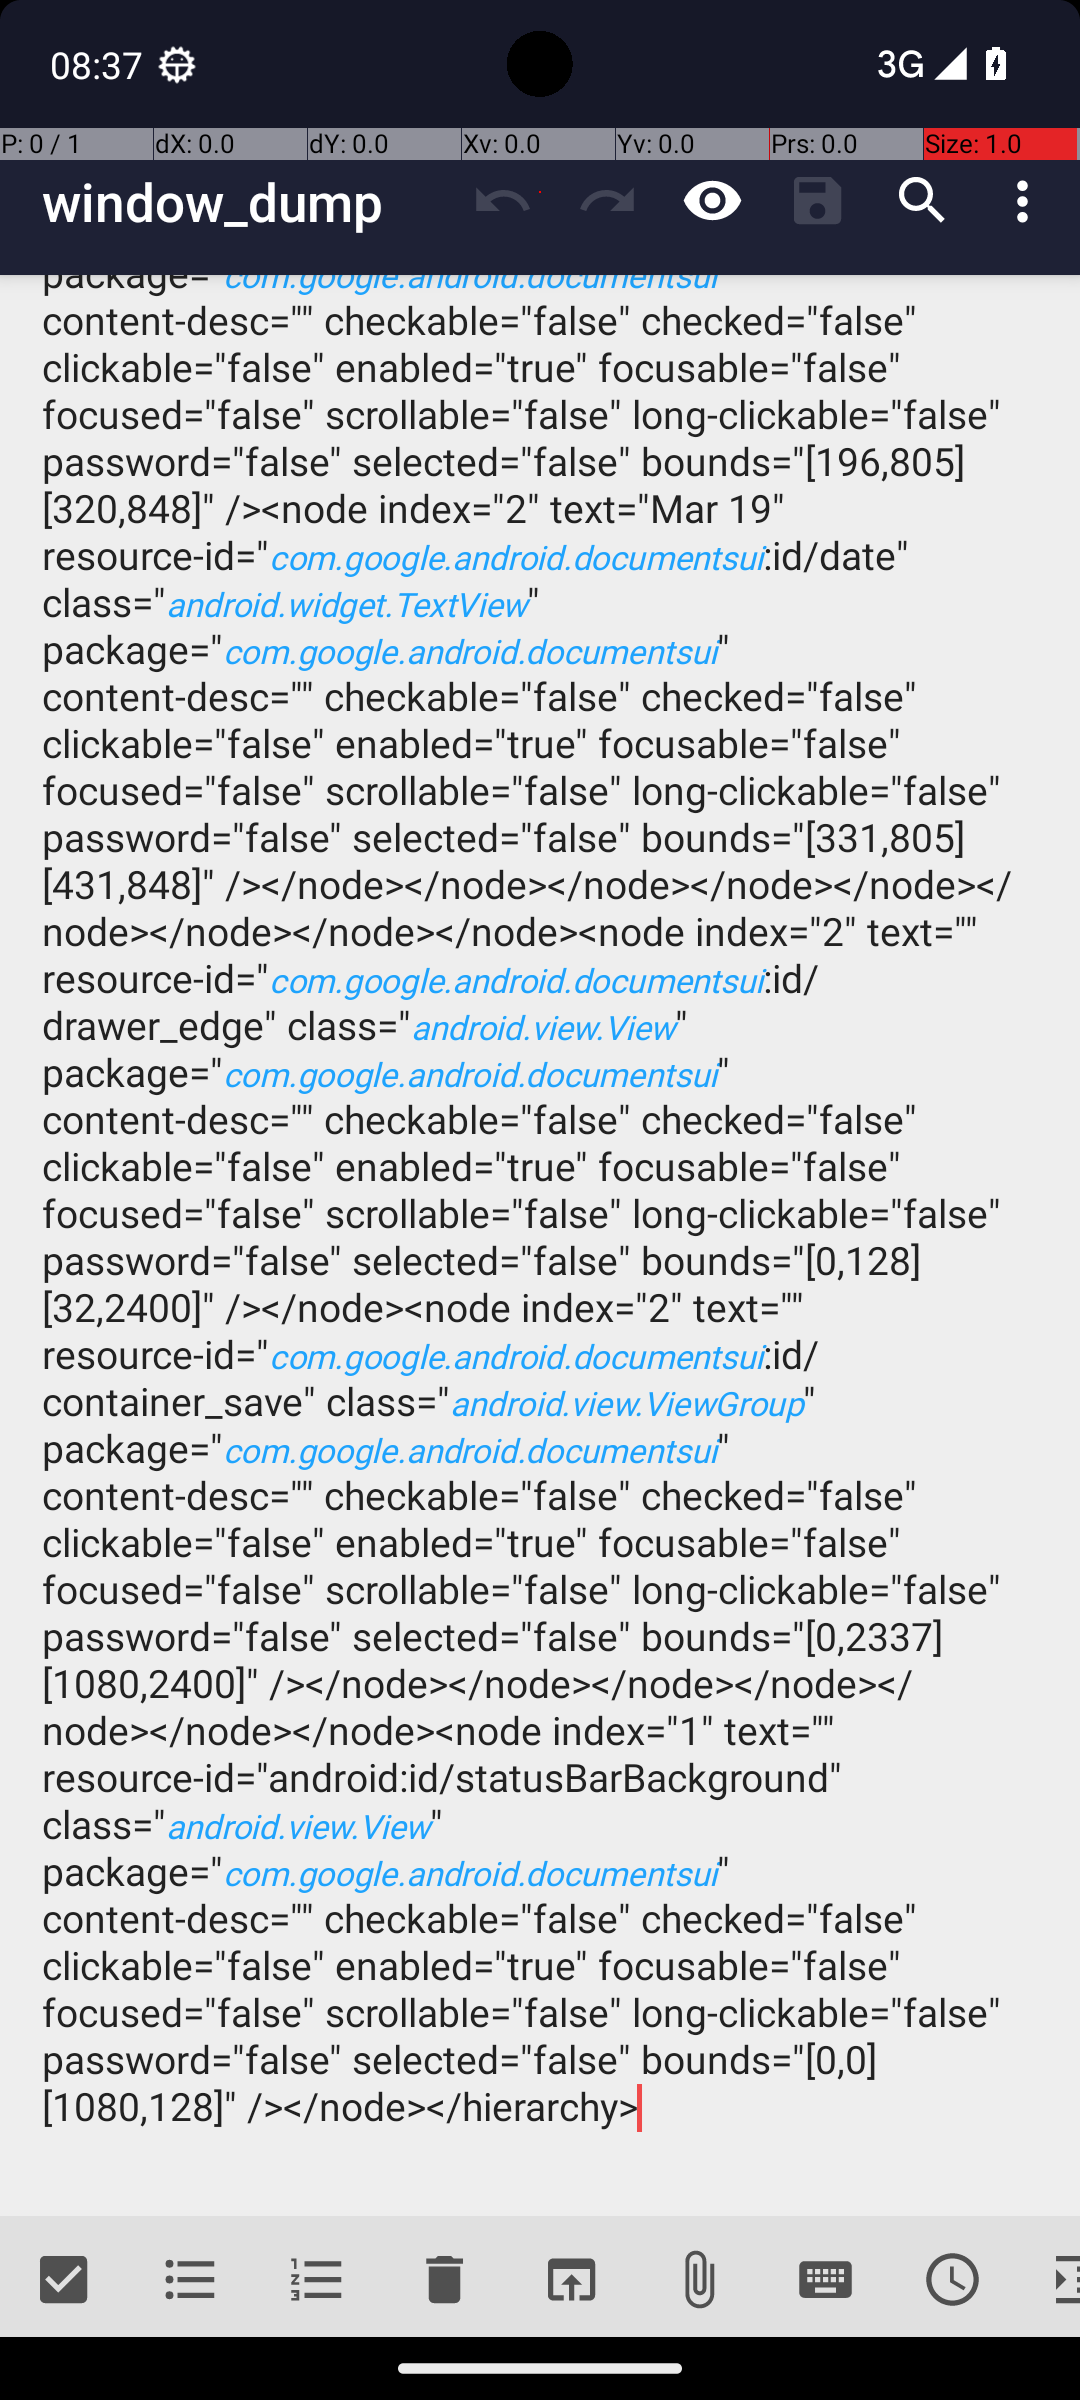 08:37
3G
P: 0 / 1 dX: 0.0 dY: 0.0 Xv: 0.0 Yv: 0.0 Prs: 0.0 Size: 1.0
window_dump
package="com.google.android.documentsui"
content-desc="" checkable="false" checked="false"
clickable="false" enabled="true" focusable="false"
focused="false" scrollable="false" long-clickable="false"
password="false" selected="false" bounds="[196,805]
[320,848]" /><node index="2" text="Mar 19"
resource-id="com.google.android.documentsui:id/date"
class="android.widget.TextView"
package="com.google.android.documentsui"
content-desc="" checkable="false" checked="false"
clickable="false" enabled="true" focusable="false"
focused="false" scrollable="false" long-clickable="false"
password="false" selected="false" bounds="[331,805]
[431,848]" /></node></node></node></node></node></
node></node></node></node><node index="2" text=""
resource-id="com.google.android.documentsui:id/
drawer_edge" class="android.view.View"
package="com.google.android.documentsui"
content-desc="" checkable="false" checked="false"
clickable="false" enabled="true" focusable="false"
focused="false" scrollable="false" long-clickable="false"
password="false" selected="false" bounds="[0,128]
[32,2400]" /></node><node index="2" text=""
resource-id="com.google.android.documentsui:id/
container_save" class="android.view.ViewGroup"
package="com.google.android.documentsui"
content-desc="" checkable="false" checked="false"
clickable="false" enabled="true" focusable="false"
focused="false" scrollable="false" long-clickable="false"
password="false" selected="false" bounds="[0,2337]
[1080,2400]" /></node></node></node></node></
node></node></node><node index="1" text=""
resource-id="android:id/statusBarBackground"
class="android.view.View"
package="com.google.android.documentsui"
content-desc="" checkable="false" checked="false"
clickable="false" enabled="true" focusable="false"
focused="false" scrollable="false" long-clickable="false"
password="false" selected="false" bounds="[0,0]
[1080,128]" /></node></hierarchy>